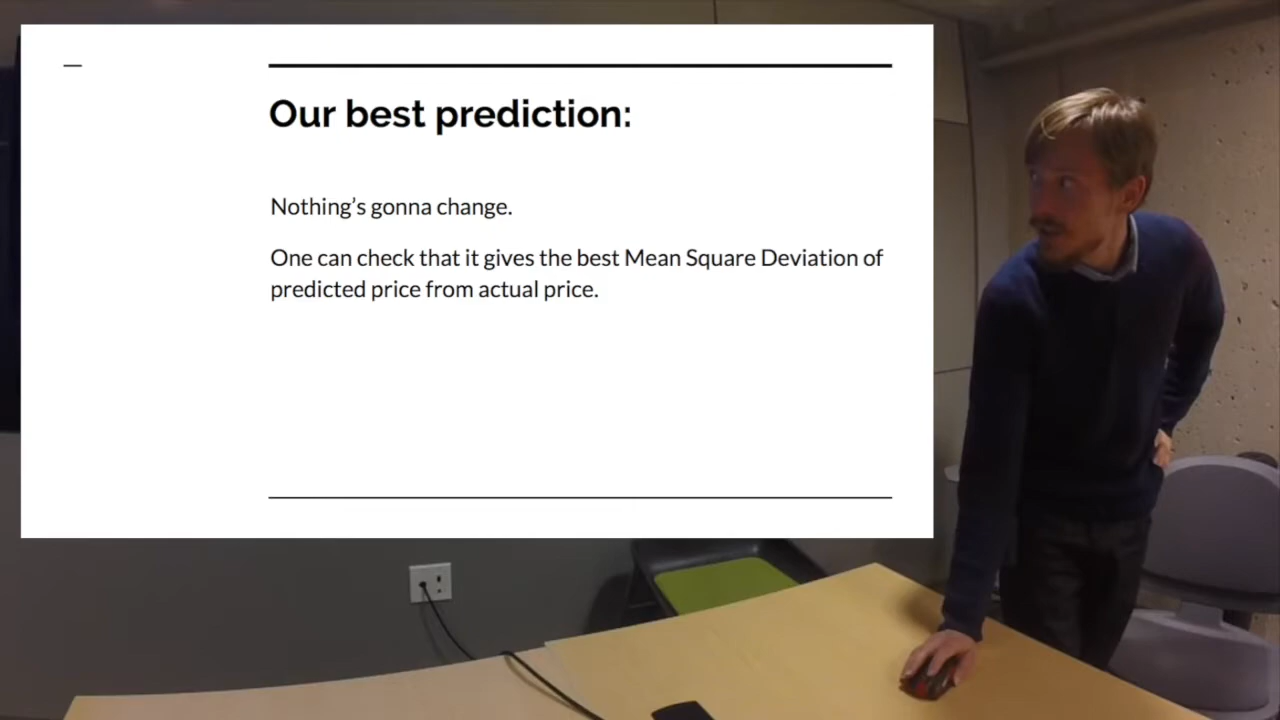 Our best prediction:
Nothing’s gonna change.
One can check that it gives the best Mean Square Deviation of
predicted price from actual price.